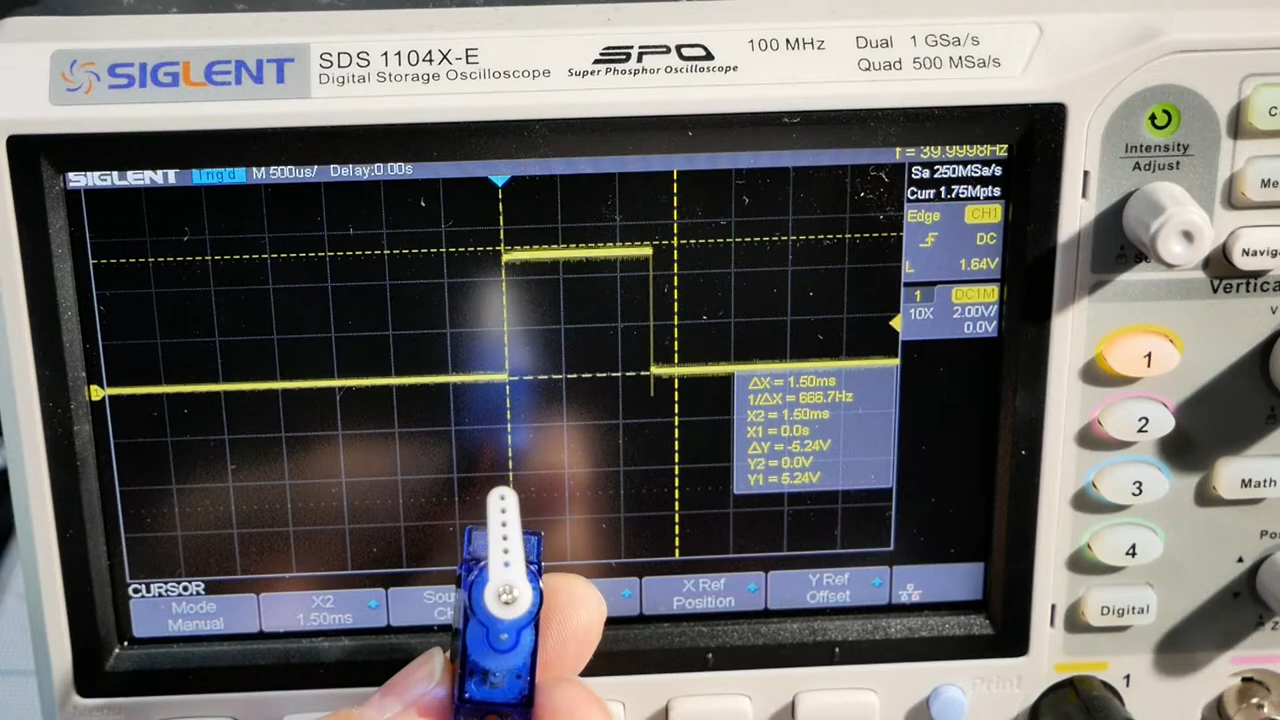 SIGLENT
SDS 1104X-E
Digital Storage Oscilloscope
SPO
Super Phosphor Oscilloscope
100 MHz
Dual 1 GSa/s
Quad 500 MSa/s
SIGLENT Trig'd M 500us/ Delay:0.00s
f = 39.9998Hz
Sa 250MSa/s
Curr 1.75Mpts
Edge CH1
DC
L 1.64V
1 DC1M
10X 2.00V/
0.0V
1
ΔX = 1.50ms
1/ΔX = 666.7Hz
X2 = 1.50ms
X1 = 0.0s
ΔY = -5.24V
Y2 = 0.0V
Y1 = 5.24V
CURSOR
Mode
Manual
X2
1.50ms
X Ref
Position
Y Ref
Offset
Intensity
Adjust
1
2
3
4
Math
Digital
Print
Menu
1